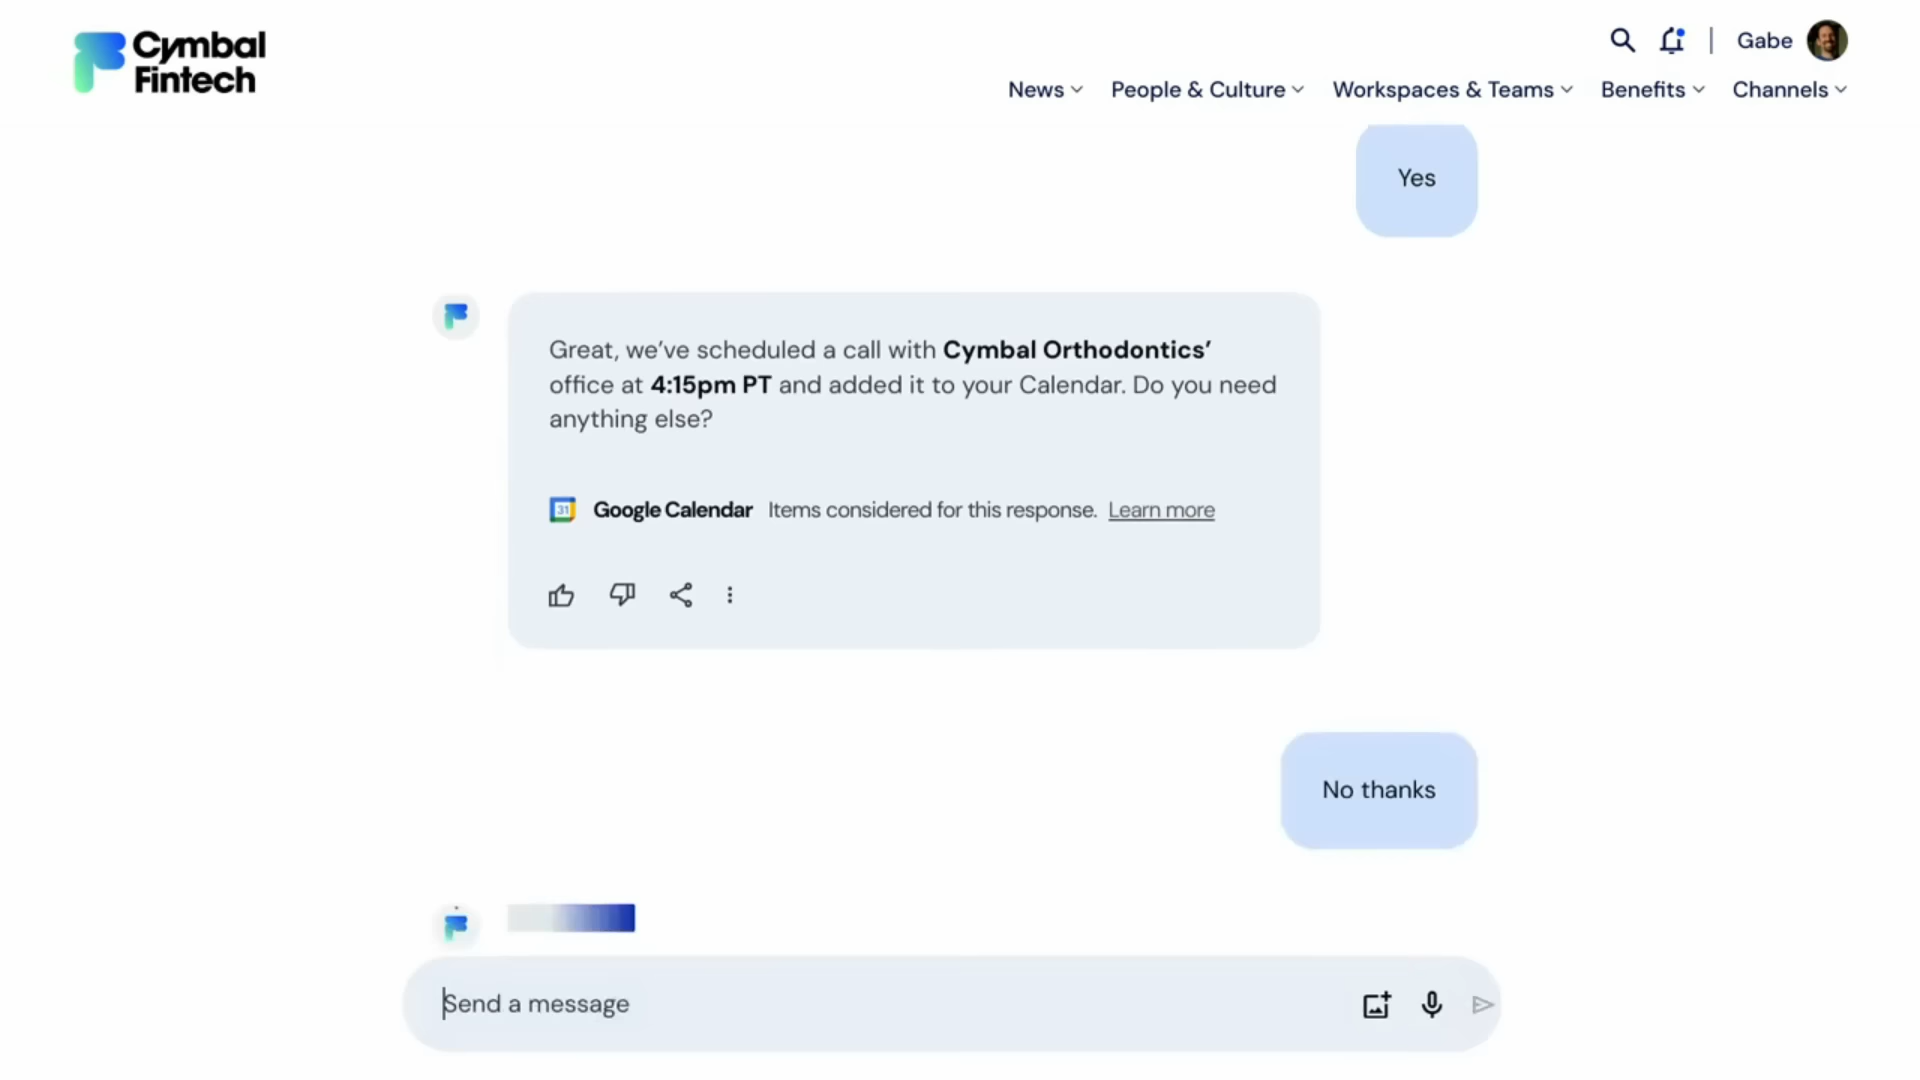 Cymbal
Fintech
Gabe
News
People & Culture
Workspaces & Teams
Benefits
Channels
Yes
Great, we’ve scheduled a call with Cymbal Orthodontics’
office at 4:15pm PT and added it to your Calendar. Do you need
anything else?
31
Google Calendar Items considered for this response. Learn more
No thanks
Send a message